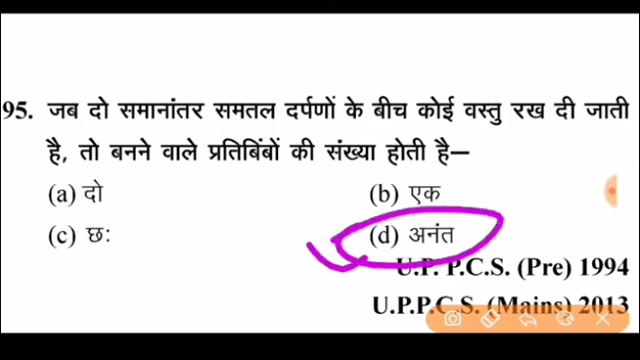 95. जब दो समानांतर समतल दर्पणों के बीच कोई वस्तु रख दी जाती
है, तो बनने वाले प्रतिबिंबों की संख्या होती है—
(a) दो (b) एक
(c) छः (d) अनंत
U.P. P.C.S. (Pre) 1994
U.P.P.C.S. (Mains) 2013